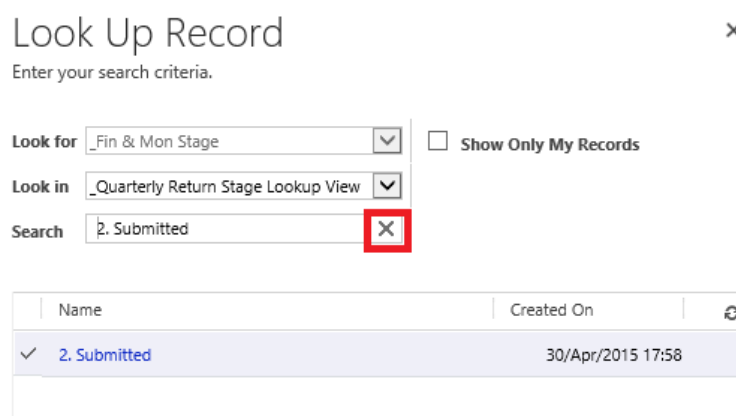 Look Up Record
Enter your search criteria.
Look for _Fin & Mon Stage
Show Only My Records
Look in _Quarterly Return Stage Lookup View
Search 2. Submitted
Name Created On
2. Submitted 30/Apr/2015 17:58